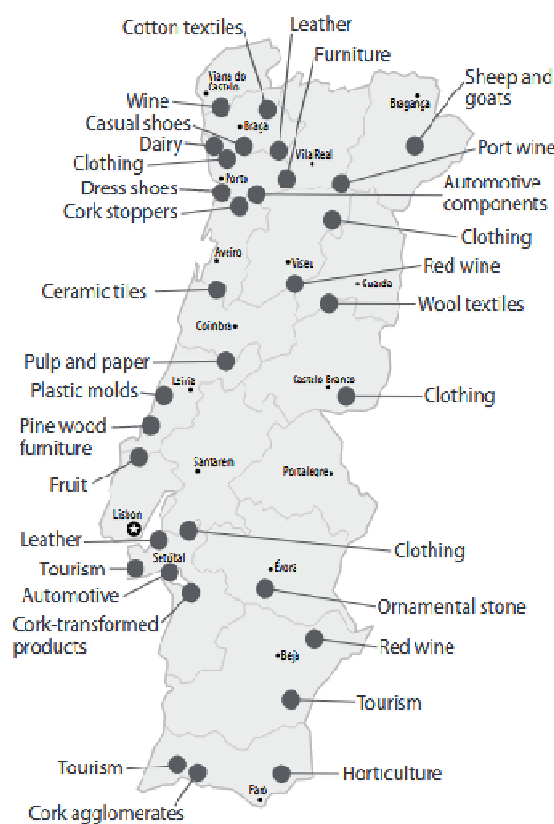 Cotton textiles
Leather
Furniture
Sheep and
goats
Viana do
Castelo
Bragança
Wine
Casual shoes
Braga
Dairy
Vila Real
Port wine
Clothing
Porto
Dress shoes
Automotive
components
Cork stoppers
Clothing
Aveiro
Viseu
Red wine
Guarda
Ceramic tiles
Wool textiles
Coimbra
Pulp and paper
Leiria
Castelo Branco
Plastic molds
Clothing
Pine wood
furniture
Santarém
Portalegre
Fruit
Lisbon
Leather
Clothing
Setúbal
Tourism
Évora
Automotive
Ornamental stone
Cork-transformed
products
Red wine
Beja
Tourism
Tourism
Horticulture
Faro
Cork agglomerates